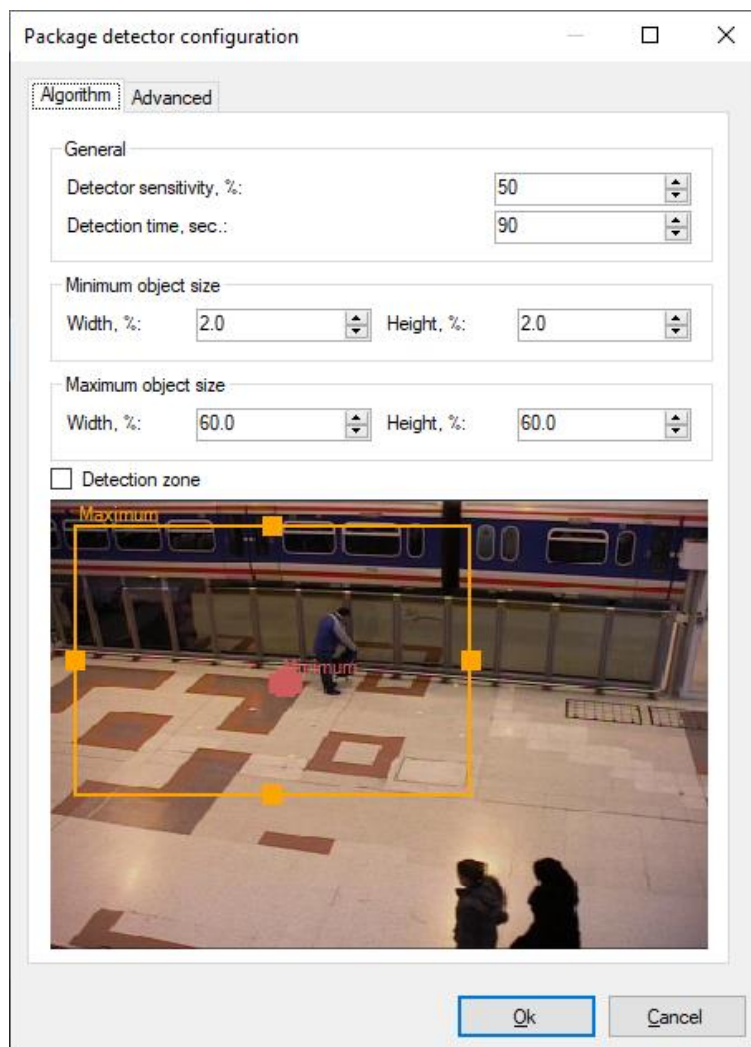 Package detector configuration
Algorithm Advanced
General
Detector sensitivity, %: 50
Detection time, sec.: 90
Minimum object size
Width, %: 2.0 Height, %: 2.0
Maximum object size
Width, %: 60.0 Height, %: 60.0
Detection zone
Maximum
Minimum
Ok Cancel